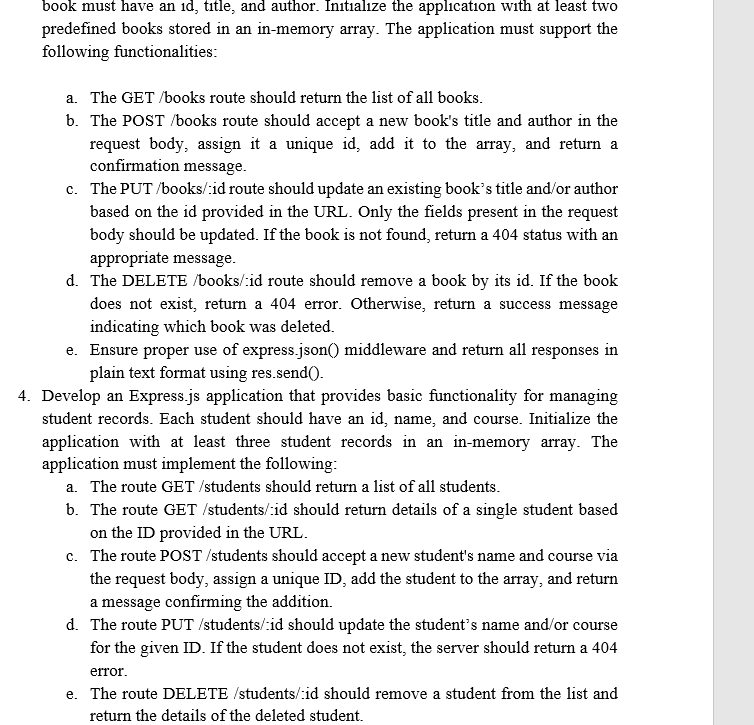 book must have an id, title, and author. Initialize the application with at least two
predefined books stored in an in-memory array. The application must support the
following functionalities:
a. The GET /books route should return the list of all books.
b. The POST /books route should accept a new book's title and author in the
request body, assign it a unique id, add it to the array, and return a
confirmation message.
c. The PUT /books/:id route should update an existing book’s title and/or author
based on the id provided in the URL. Only the fields present in the request
body should be updated. If the book is not found, return a 404 status with an
appropriate message.
d. The DELETE /books/:id route should remove a book by its id. If the book
does not exist, return a 404 error. Otherwise, return a success message
indicating which book was deleted.
e. Ensure proper use of express.json() middleware and return all responses in
plain text format using res.send().
4. Develop an Express.js application that provides basic functionality for managing
student records. Each student should have an id, name, and course. Initialize the
application with at least three student records in an in-memory array. The
application must implement the following:
a. The route GET /students should return a list of all students.
b. The route GET /students/:id should return details of a single student based
on the ID provided in the URL.
c. The route POST /students should accept a new student's name and course via
the request body, assign a unique ID, add the student to the array, and return
a message confirming the addition.
d. The route PUT /students/:id should update the student’s name and/or course
for the given ID. If the student does not exist, the server should return a 404
error.
e. The route DELETE /students/:id should remove a student from the list and
return the details of the deleted student.